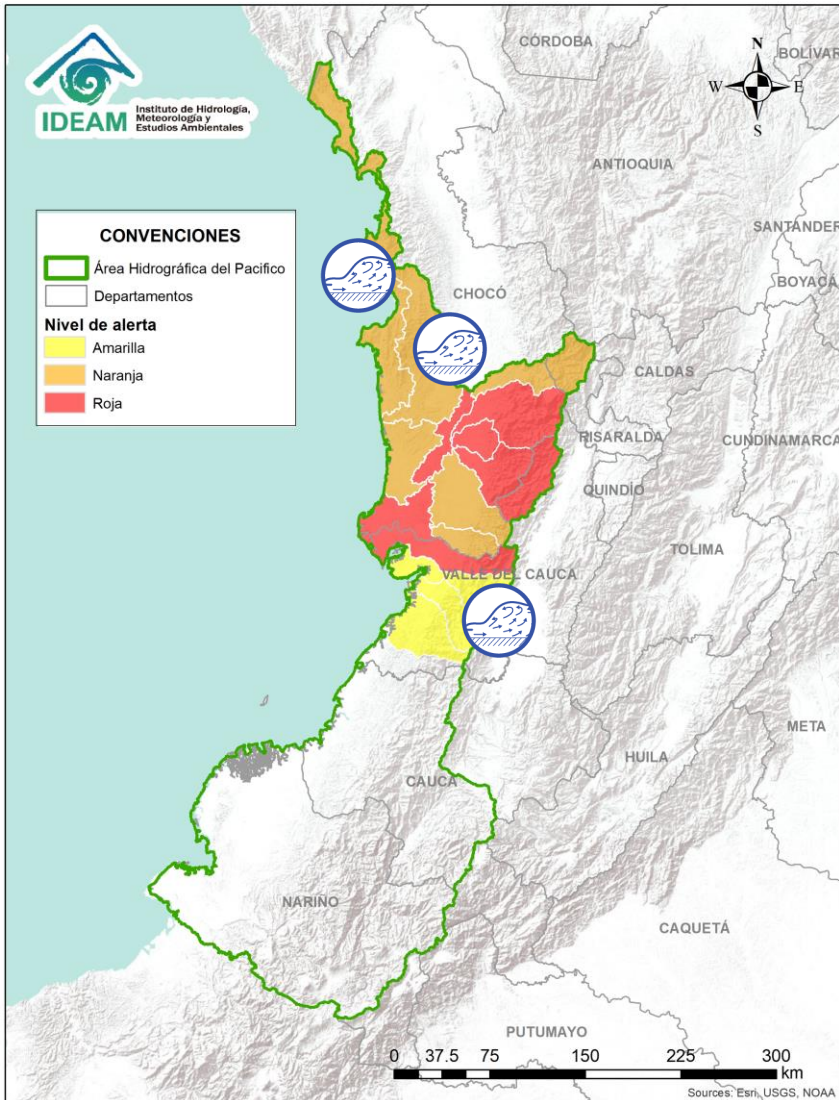 IDEAM
Instituto de Hidrología,
Meteorología y
Estudios Ambientales
CÓRDOBA
BOLÍVAR
N
W
E
S
ANTIOQUIA
SANTANDER
BOYACÁ
CONVENCIONES
Área Hidrográfica del Pacifico
Departamentos
Nivel de alerta
Amarilla
Naranja
Roja
CHOCÓ
CALDAS
RISARALDA
CUNDINAMARCA
QUINDÍO
TOLIMA
VALLE DEL CAUCA
META
HUILA
CAUCA
NARIÑO
CAQUETÁ
PUTUMAYO
0 37.5 75 150 225 300
km
Sources: Esri, USGS, NOAA